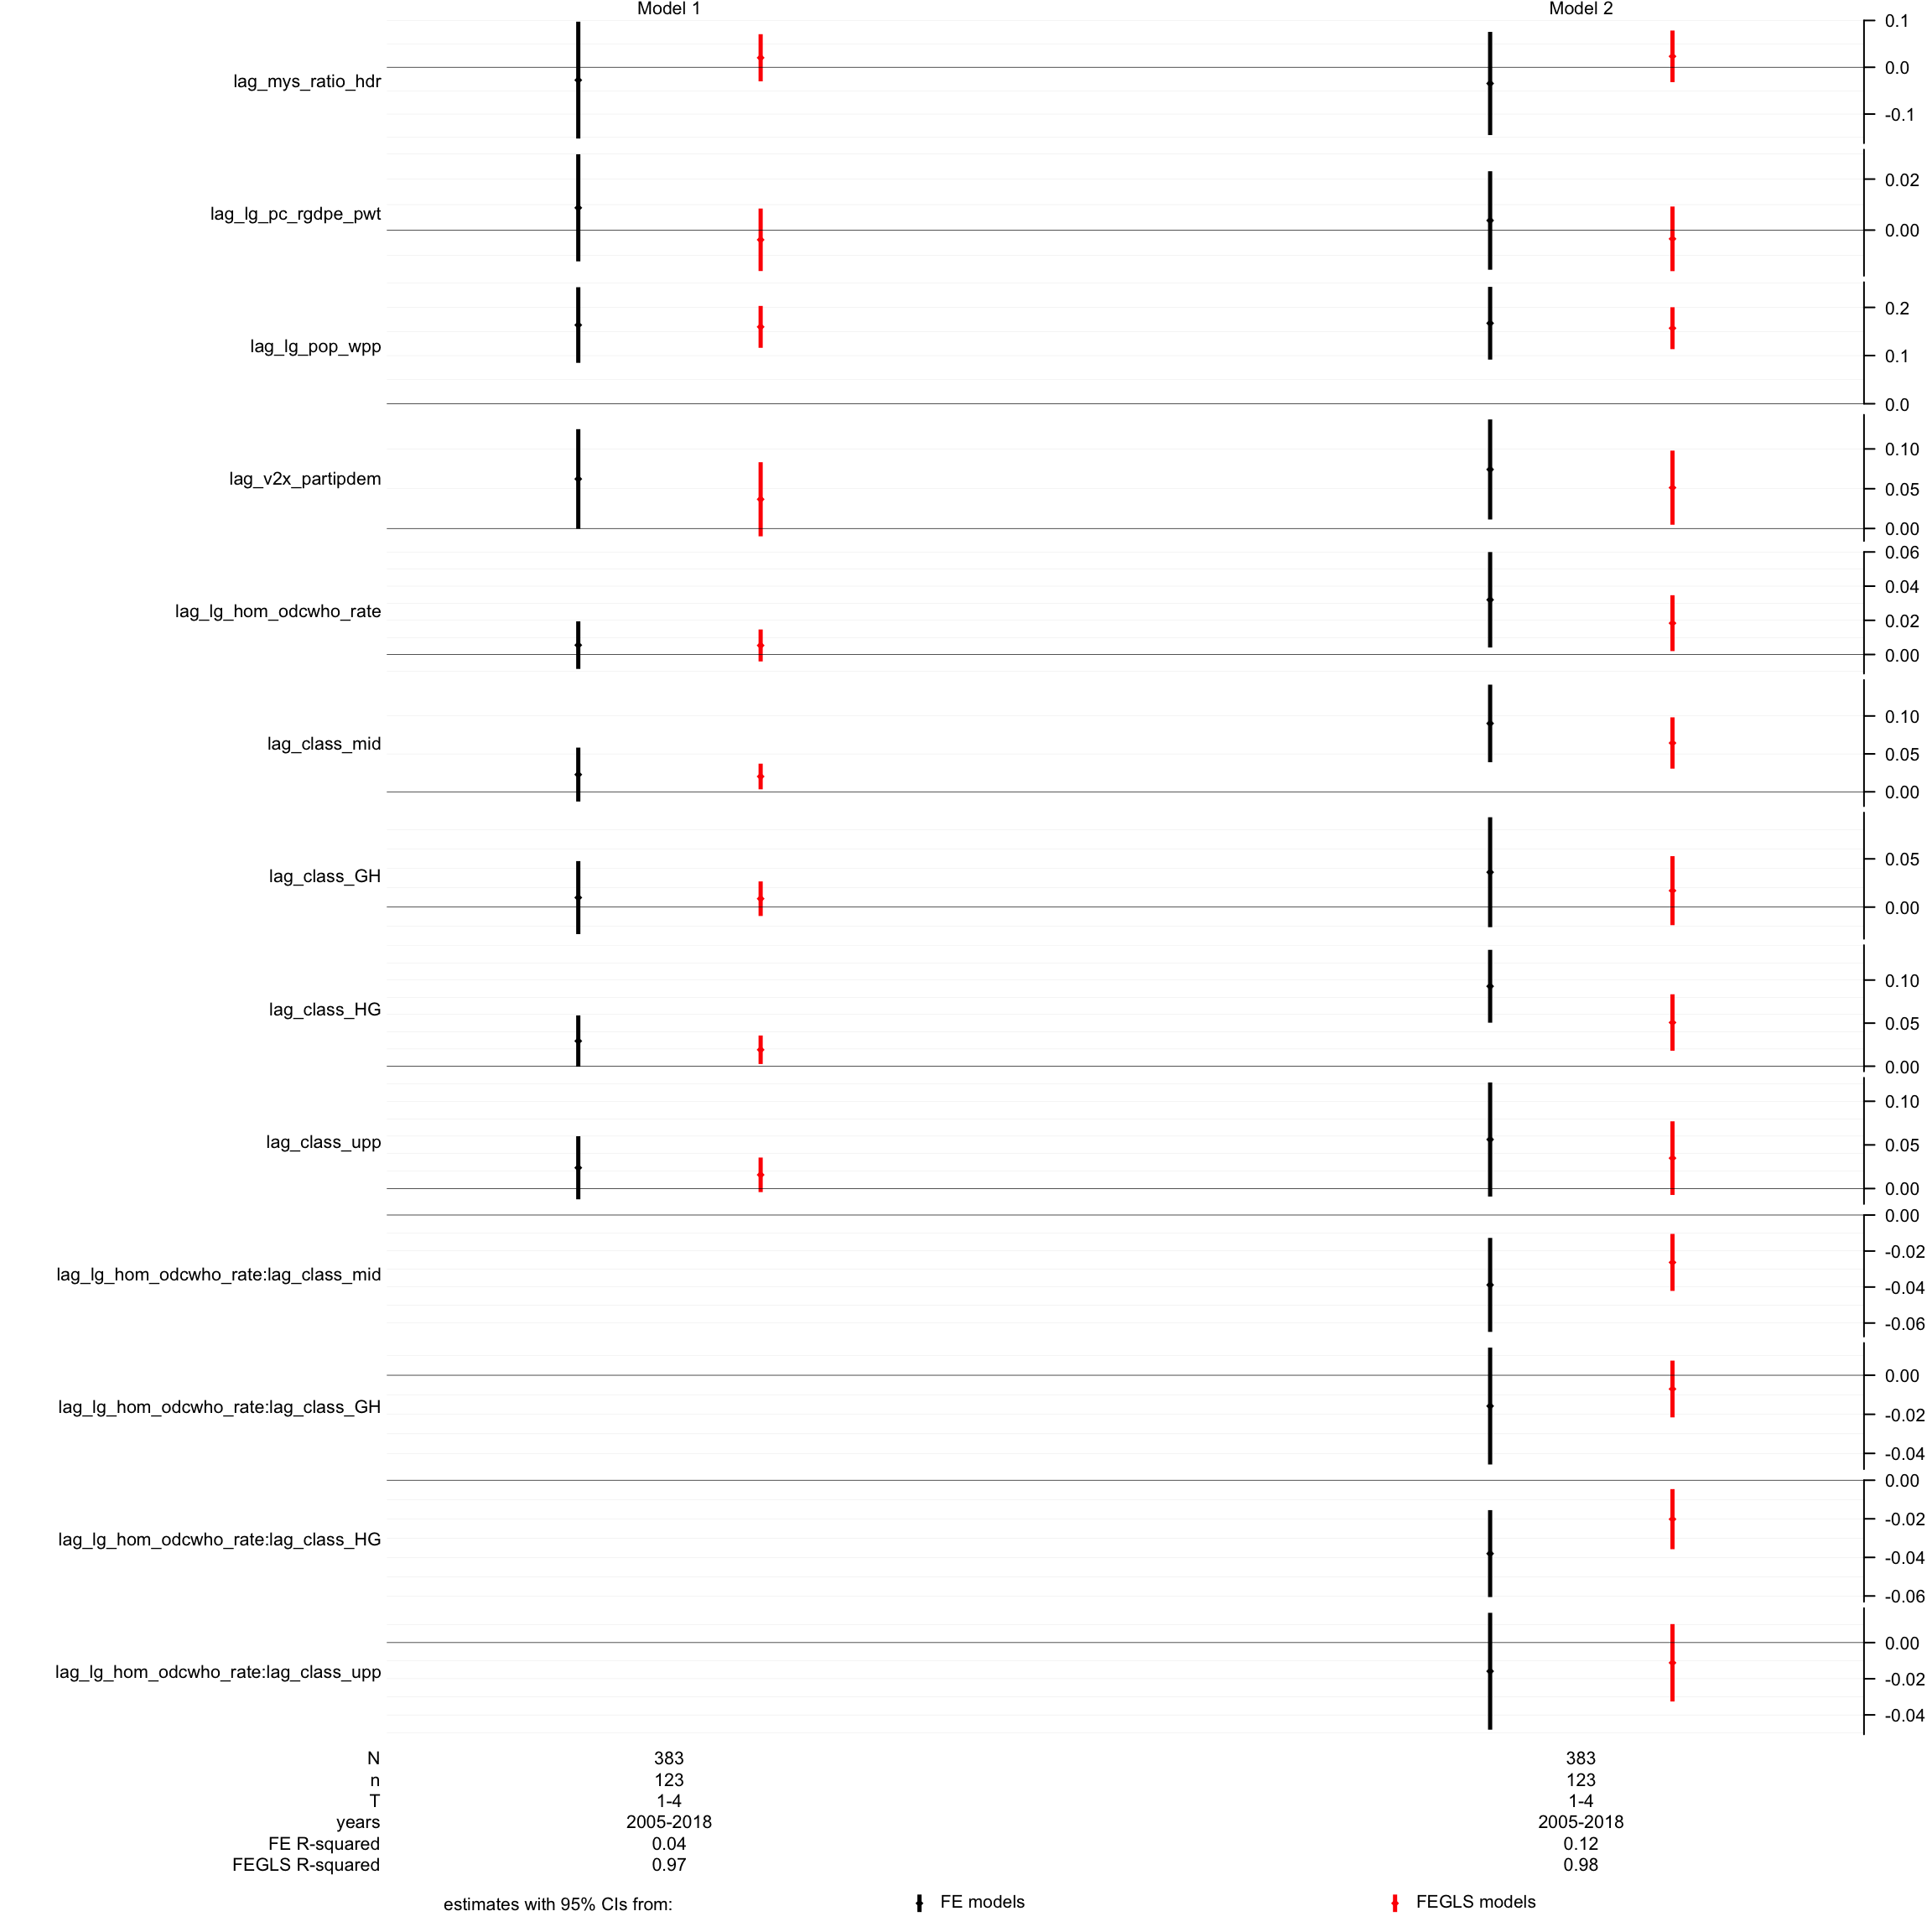 Model 1 Model 2
lag_mys_ratio_hdr 0.1 0.0 -0.1
lag_lg_pc_rgdpe_pwt 0.02 0.00
lag_lg_pop_wpp 0.2 0.1 0.0
lag_v2x_partipdem 0.10 0.05 0.00
lag_lg_hom_odcwho_rate 0.06 0.04 0.02 0.00
lag_class_mid 0.10 0.05 0.00
lag_class_GH 0.05 0.00
lag_class_HG 0.10 0.05 0.00
lag_class_upp 0.10 0.05 0.00
lag_lg_hom_odcwho_rate:lag_class_mid 0.00 -0.02 -0.04 -0.06
lag_lg_hom_odcwho_rate:lag_class_GH 0.00 -0.02 -0.04
lag_lg_hom_odcwho_rate:lag_class_HG 0.00 -0.02 -0.04 -0.06
lag_lg_hom_odcwho_rate:lag_class_upp 0.00 -0.02 -0.04
N 383 383
n 123 123
T 1-4 1-4
years 2005-2018 2005-2018
FE R-squared 0.04 0.12
FEGLS R-squared 0.97 0.98
estimates with 95% CIs from: FE models FEGLS models